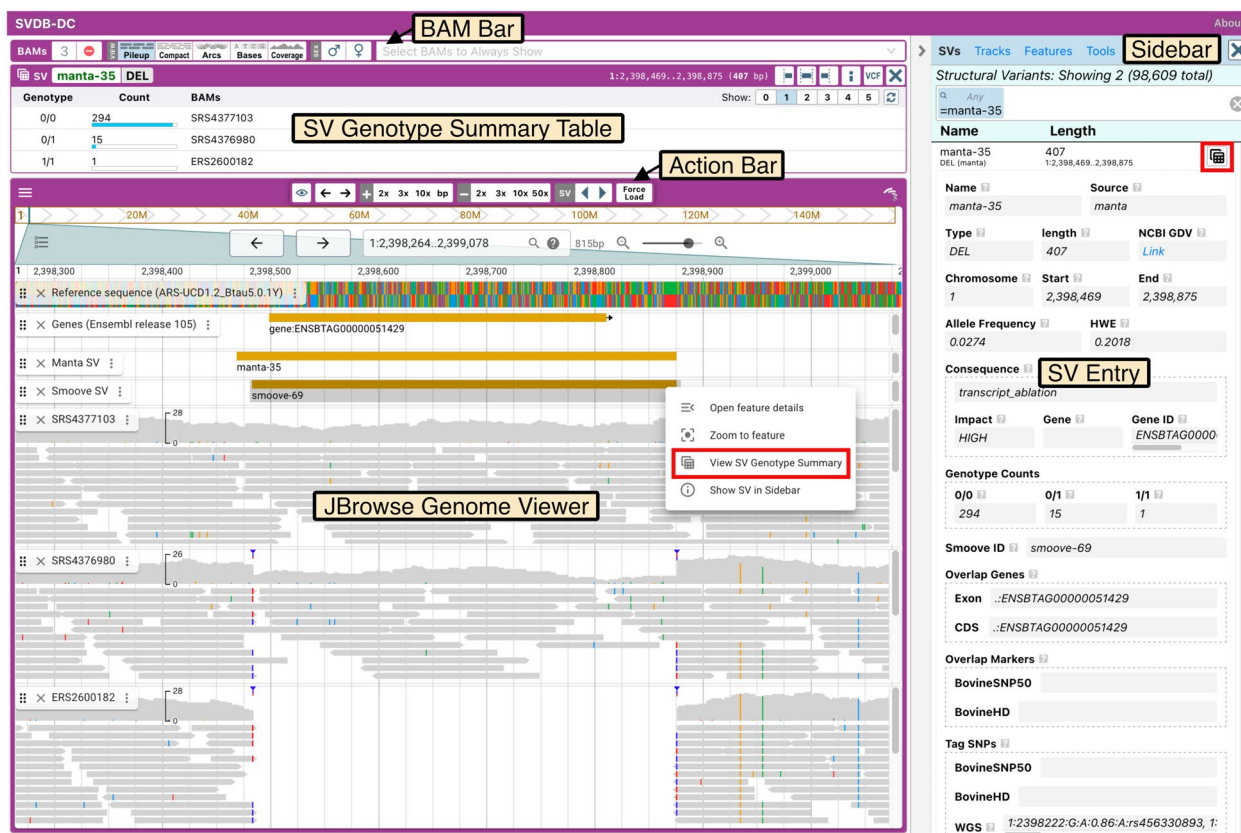 SVDB-DC
Abou
BAM Bar
BAMs 3 VIEW Pileup Compact Arcs Bases Coverage SEX Select BAMs to Always Show
SV manta-35 DEL 1:2,398,469..2,398,875 (407 bp) VCF
Genotype Count BAMs Show: 0 1 2 3 4 5
0/0 294 SRS4377103
0/1 15 SRS4376980
1/1 1 ERS2600182
SV Genotype Summary Table
Action Bar
2x 3x 10x bp 2x 3x 10x 50x SV Force Load
1 20M 40M 60M 80M 100M 120M 140M
1:2,398,264..2,399,078 815bp
1 2,398,300 2,398,400 2,398,500 2,398,600 2,398,700 2,398,800 2,398,900 2,399,000 2
Reference sequence (ARS-UCD1.2_Btau5.0.1Y)
Genes (Ensembl release 105)
gene:ENSBTAG00000051429
Manta SV
manta-35
Smoove SV
smoove-69
SRS4377103 28
0
Open feature details
Zoom to feature
View SV Genotype Summary
Show SV in Sidebar
JBrowse Genome Viewer
SRS4376980 26
0
ERS2600182 28
0
SVs Tracks Features Tools Sidebar
Structural Variants: Showing 2 (98,609 total)
Any
=manta-35
Name Length
manta-35 407
DEL (manta) 1:2,398,469..2,398,875
Name Source
manta-35 manta
Type length NCBI GDV
DEL 407 Link
Chromosome Start End
1 2,398,469 2,398,875
Allele Frequency HWE
0.0274 0.2018
Consequence SV Entry
transcript_ablation
Impact Gene Gene ID
HIGH ENSBTAG0000
Genotype Counts
0/0 0/1 1/1
294 15 1
Smoove ID smoove-69
Overlap Genes
Exon .:ENSBTAG00000051429
CDS .:ENSBTAG00000051429
Overlap Markers
BovineSNP50
BovineHD
Tag SNPs
BovineSNP50
BovineHD
WGS 1:2398222:G:A:0.86:A:rs456330893, 1: